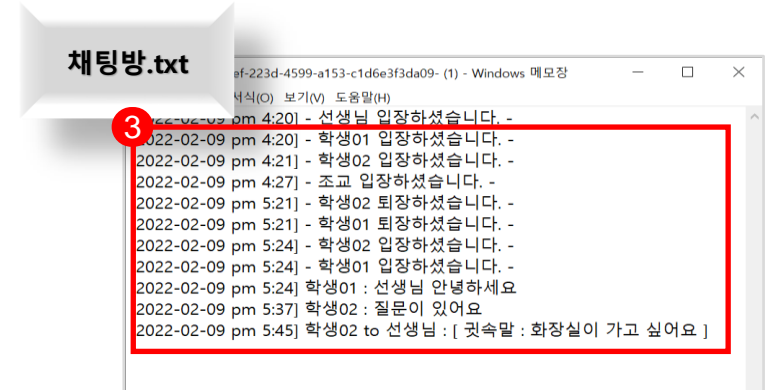 채팅방.txt
ef-223d-4599-a153-c1d6e3f3da09- (1) - Windows 메모장
서식(O) 보기(V) 도움말(H)
3
2022-02-09 pm 4:20] - 선생님 입장하셨습니다. -
2022-02-09 pm 4:20] - 학생01 입장하셨습니다. -
2022-02-09 pm 4:21] - 학생02 입장하셨습니다. -
2022-02-09 pm 4:27] - 조교 입장하셨습니다. -
2022-02-09 pm 5:21] - 학생02 퇴장하셨습니다. -
2022-02-09 pm 5:21] - 학생01 퇴장하셨습니다. -
2022-02-09 pm 5:24] - 학생02 입장하셨습니다. -
2022-02-09 pm 5:24] - 학생01 입장하셨습니다. -
2022-02-09 pm 5:24] 학생01 : 선생님 안녕하세요
2022-02-09 pm 5:37] 학생02 : 질문이 있어요
2022-02-09 pm 5:45] 학생02 to 선생님 : [ 귓속말 : 화장실이 가고 싶어요 ]